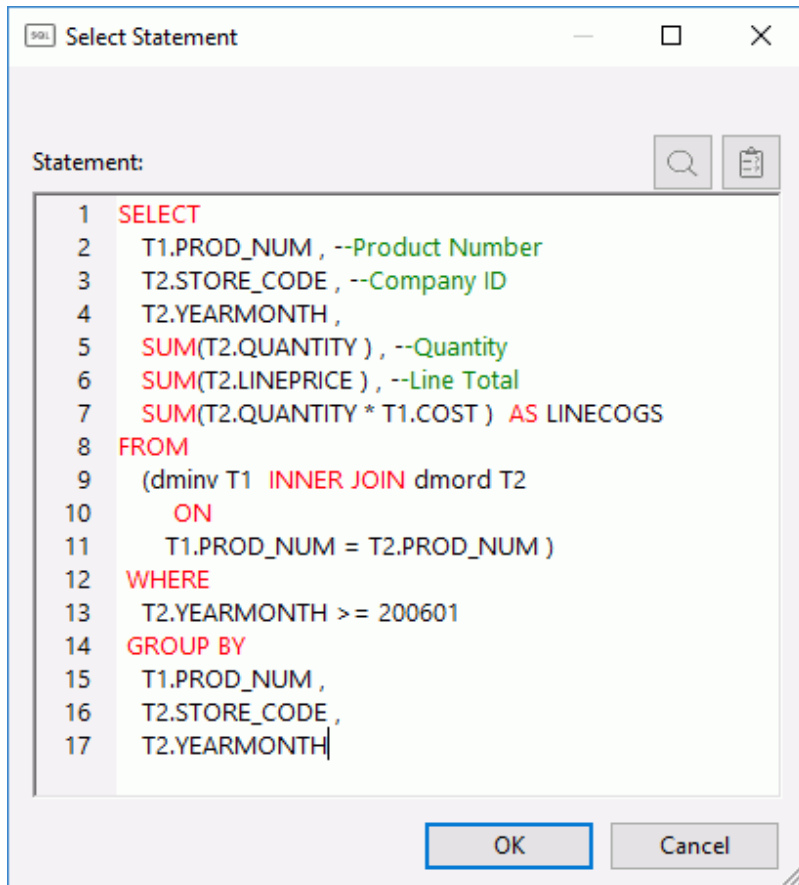 SQL Select Statement
Statement:
1 SELECT
2 T1.PROD_NUM , --Product Number
3 T2.STORE_CODE , --Company ID
4 T2.YEARMONTH ,
5 SUM(T2.QUANTITY ) , --Quantity
6 SUM(T2.LINEPRICE ) , --Line Total
7 SUM(T2.QUANTITY * T1.COST )  AS LINECOGS
8 FROM
9 (dminv T1  INNER JOIN dmord T2
10 ON
11 T1.PROD_NUM = T2.PROD_NUM )
12 WHERE
13 T2.YEARMONTH >= 200601
14 GROUP BY
15 T1.PROD_NUM ,
16 T2.STORE_CODE ,
17 T2.YEARMONTH
OK Cancel